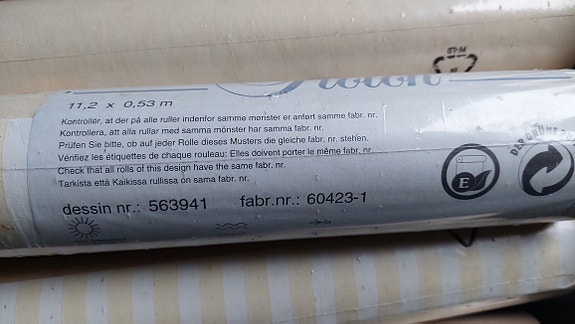 11,2 x 0,53 m
Kontrollér, at der på alle ruller indenfor samme mønster er anført samme fabr. nr.
Kontrollera, att alla rullar med samma mönster har samma fabr. nr.
Prüfen Sie bitte, ob auf jeder Rolle dieses Musters die gleiche fabr. nr. stehen.
Vérifiez les étiquettes de chaque rouleau: Elles doivent porter le même fabr. nr.
Check that all rolls of this design have the same fabr. nr.
Tarkista että Kaikissa rullissa ön sama fabr. nr.
dessin nr.: 563941 fabr.nr.: 60423-1
E